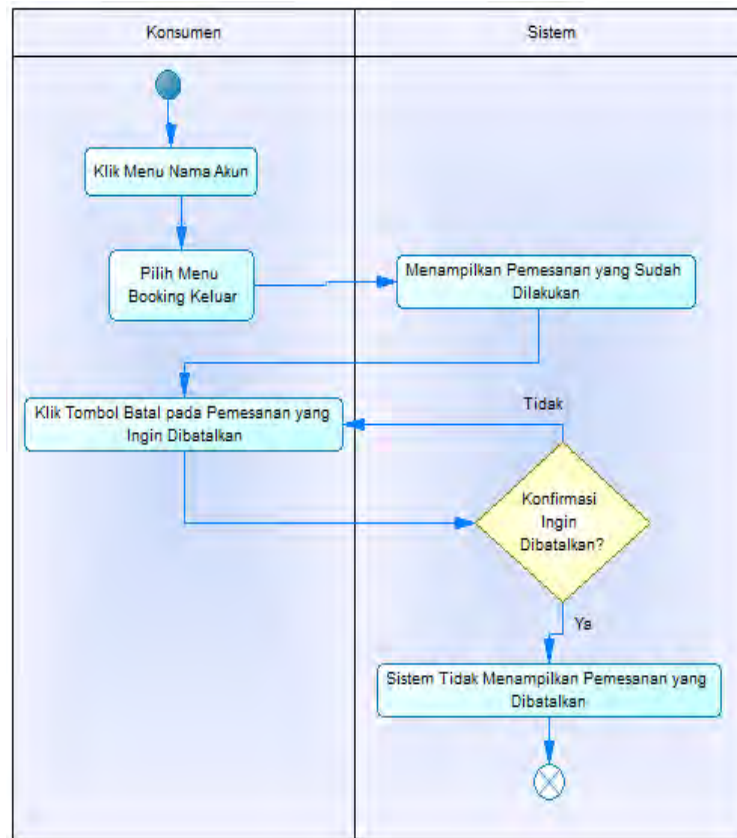 Konsumen
Sistem
Klik Menu Nama Akun
Pilih Menu
Booking Keluar
Menampilkan Pemesanan yang Sudah
Dilakukan
Klik Tombol Batal pada Pemesanan yang
Ingin Dibatalkan
Tidak
Konfirmasi
Ingin
Dibatalkan?
Ya
Sistem Tidak Menampilkan Pemesanan yang
Dibatalkan